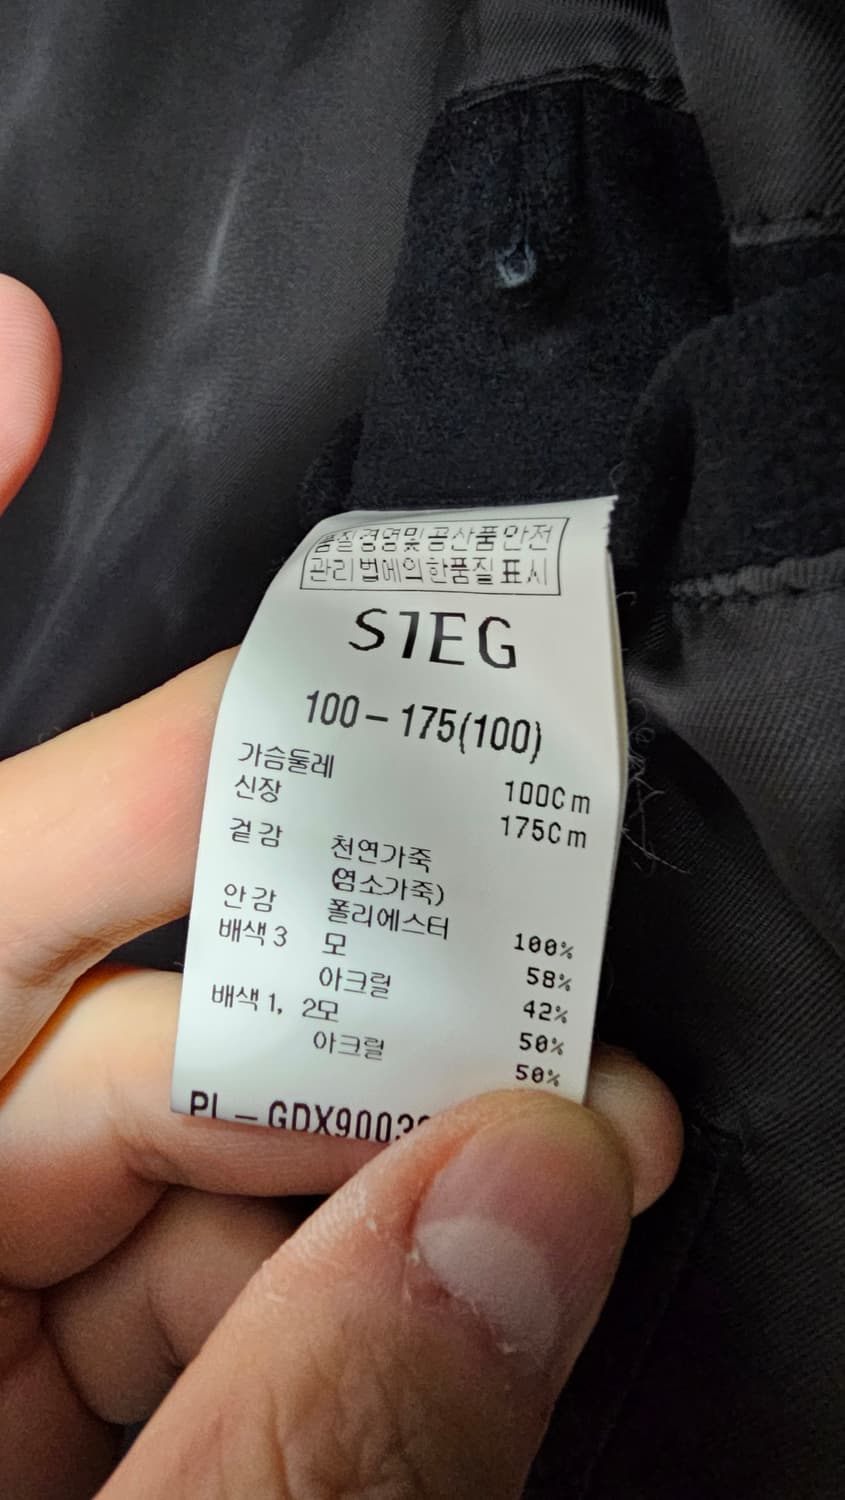 품질경영및공산품안전
관리법에의한품질표시
SIEG
100-175(100)
가슴둘레 100Cm
신장 175Cm
겉감 천연가죽
(염소가죽)
안감 폴리에스터 100%
배색3 모 58%
아크릴 42%
배색1, 2모 50%
아크릴 50%
PL-GDX9003